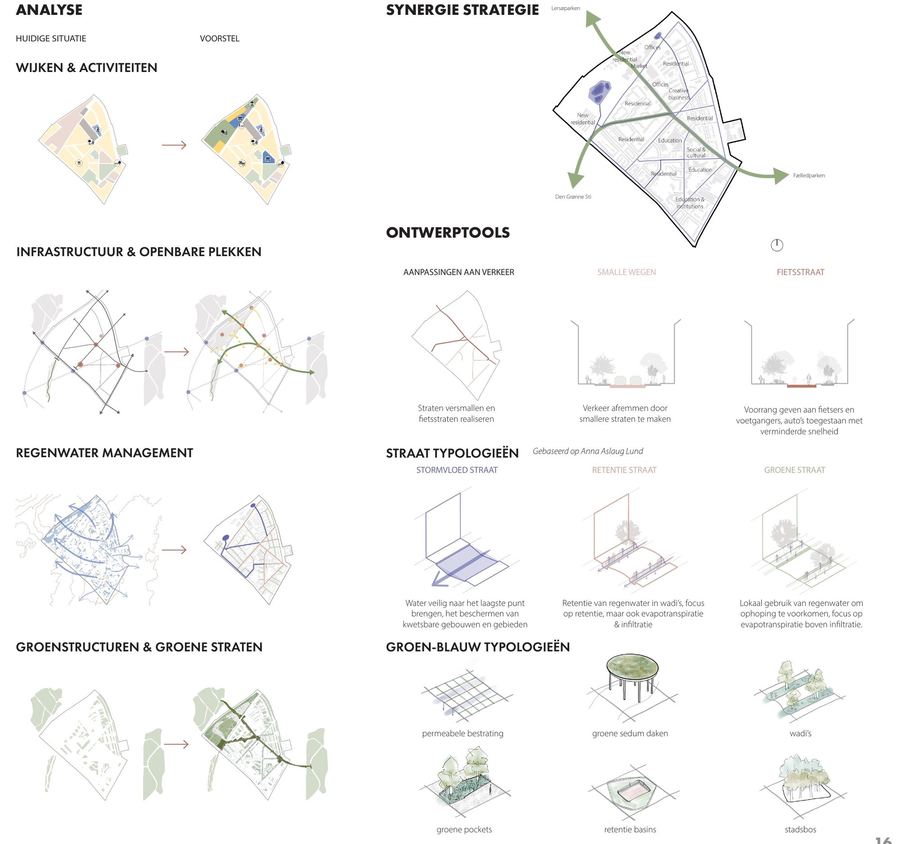 ANALYSE
HUIDIGE SITUATIE
VOORSTEL
WIJKEN & ACTIVITEITEN
INFRASTRUCTUUR & OPENBARE PLEKKEN
REGENWATER MANAGEMENT
GROENSTRUCTUREN & GROENE STRATEN
SYNERGIE STRATEGIE
Lersøparken
Offices
New
residential
Market
Residential
Offices
Creative
business
Residential
New
residential
Residential
Residential
Education
Social &
cultural
Residential
Education
Education &
institutions
Fælledparken
Den Grønne Sti
ONTWERPTOOLS
AANPASSINGEN AAN VERKEER
SMALLE WEGEN
FIETSSTRAAT
Straten versmallen en
fietsstraten realiseren
Verkeer afremmen door
smallere straten te maken
Voorrang geven aan fietsers en
voetgangers, auto's toegestaan met
verminderde snelheid
STRAAT TYPOLOGIEËN
Gebaseerd op Anna Aslaug Lund
STORMVLOED STRAAT
RETENTIE STRAAT
GROENE STRAAT
Water veilig naar het laagste punt
brengen, het beschermen van
kwetsbare gebouwen en gebieden
Retentie van regenwater in wadi's, focus
op retentie, maar ook evapotranspiratie
& infiltratie
Lokaal gebruik van regenwater om
ophoping te voorkomen, focus op
evapotranspiratie boven infiltratie.
GROEN-BLAUW TYPOLOGIEËN
permeabele bestrating
groene sedum daken
wadi's
groene pockets
retentie basins
stadsbos
16